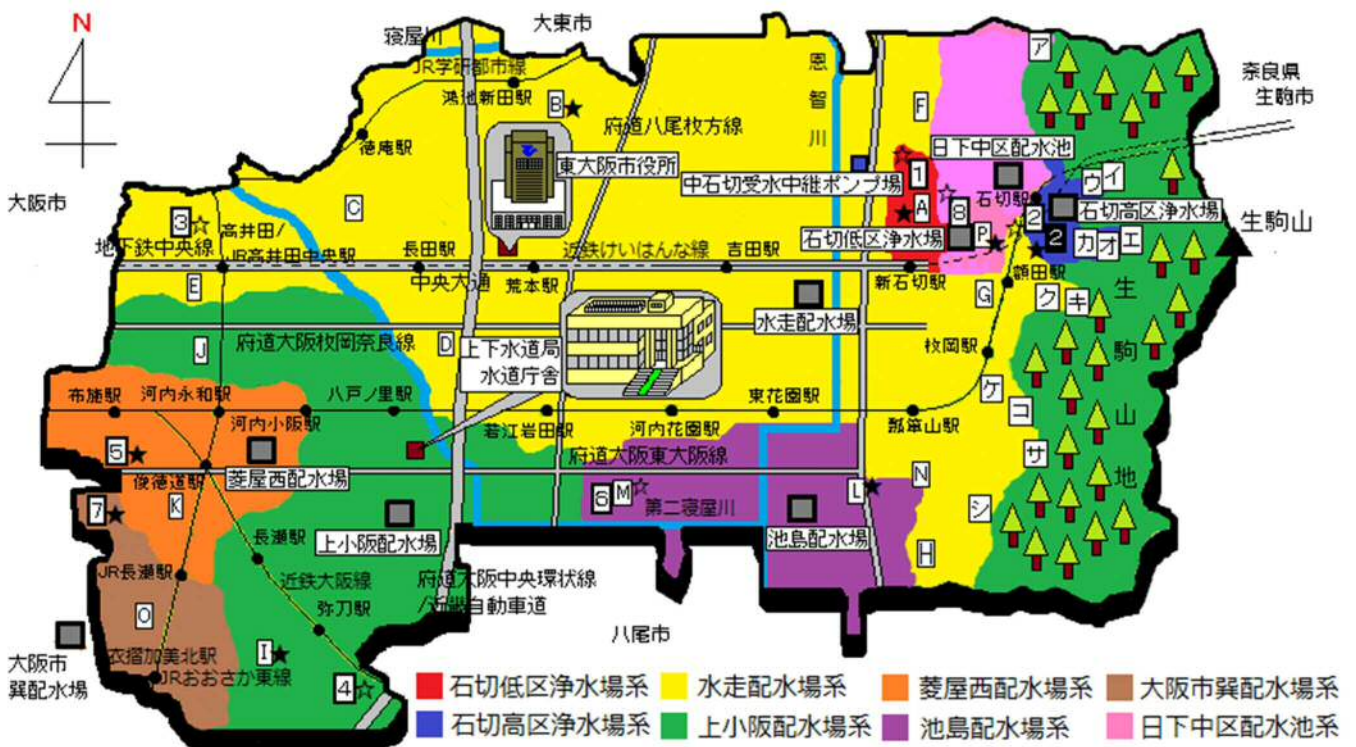 N
大東市
寝屋川
JR学研都市線
鴻池新田駅
B★
恩智川
ア
奈良県
生駒市
F
府道八尾枚方線
徳庵駅
東大阪市役所
日下中区配水池
中石切受水中継ポンプ場
☆
1
ウ
イ
大阪市
C
A
★
☆
石切駅
石切高区浄水場
3☆
高井田/
JR高井田中央駅
8
2
生駒山
石切低区浄水場
P★
☆
2
★
カ
オ
エ
地下鉄中央線
長田駅
近鉄けいはんな線
吉田駅
額田駅
中央大通
荒本駅
新石切駅
E
G
ク
キ
水走配水場
生駒山地
府道大阪枚岡奈良線
J
D
上下水道局
水道庁舎
枚岡駅
布施駅
河内永和駅
八戸ノ里駅
ケ
コ
河内小阪駅
若江岩田駅
河内花園駅
東花園駅
瓢箪山駅
5★
府道大阪東大阪線
サ
俊徳道駅
菱屋西配水場
N
6
M☆
L★
第二寝屋川
7★
K
シ
長瀬駅
上小阪配水場
池島配水場
H
JR長瀬駅
近鉄大阪線
府道大阪中央環状線
/近畿自動車道
弥刀駅
O
八尾市
大阪市
巽配水場
衣摺加美北駅
JRおおさか東線
I★
4☆
石切低区浄水場系
水走配水場系
菱屋西配水場系
大阪市巽配水場系
石切高区浄水場系
上小阪配水場系
池島配水場系
日下中区配水池系